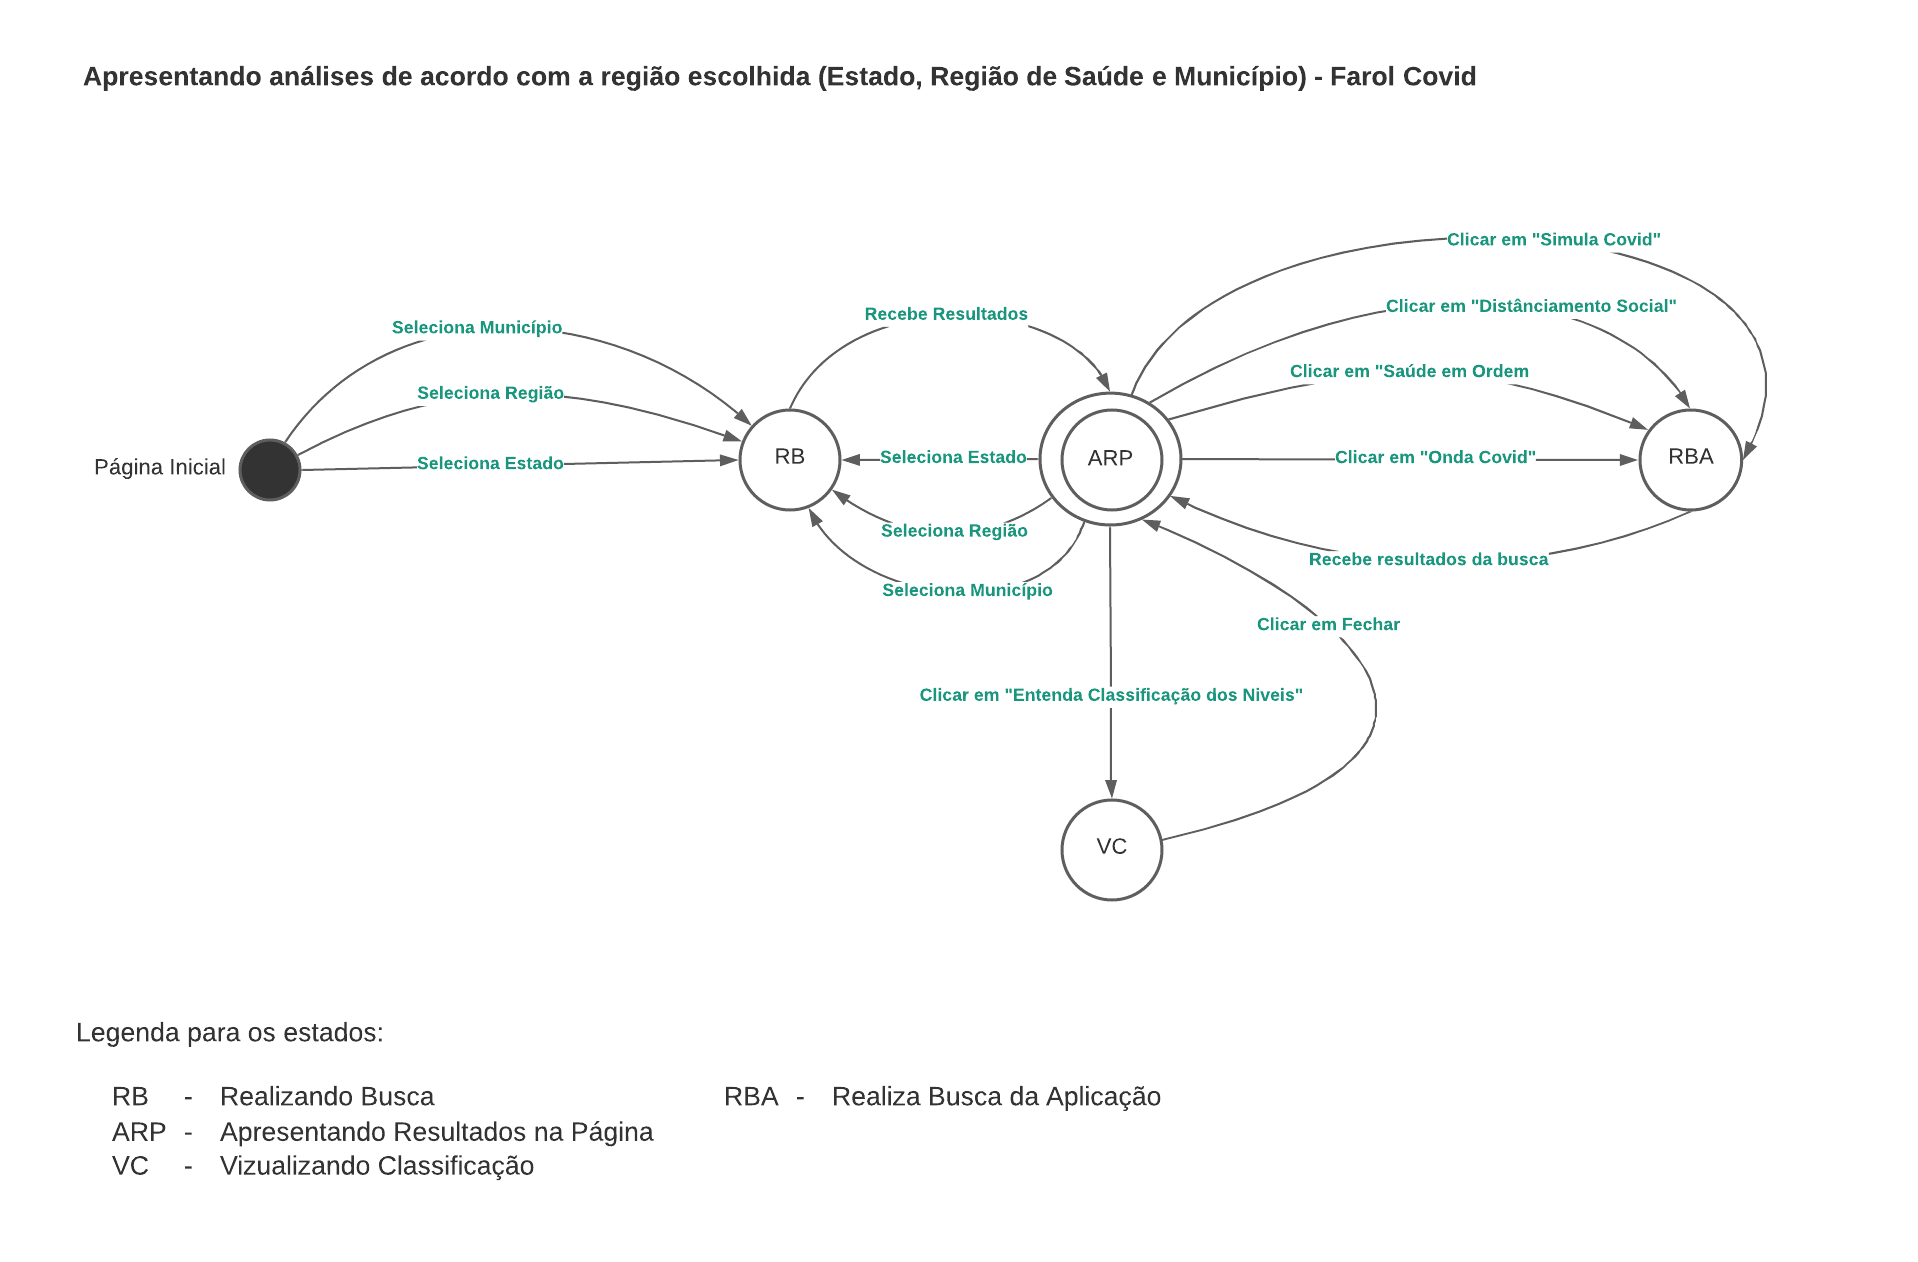 Apresentando análises de acordo com a região escolhida (Estado, Região de Saúde e Município) - Farol Covid
Clicar em "Simula Covid"
Clicar em "Distânciamento Social"
Recebe Resultados
Seleciona Município
Clicar em "Saúde em Ordem
Seleciona Região
Página Inicial
Seleciona Estado
RB
Seleciona Estado
ARP
Clicar em "Onda Covid"
RBA
Seleciona Região
Recebe resultados da busca
Seleciona Município
Clicar em Fechar
Clicar em "Entenda Classificação dos Niveis"
VC
Legenda para os estados:
RB - Realizando Busca
RBA - Realiza Busca da Aplicação
ARP - Apresentando Resultados na Página
VC - Vizualizando Classificação